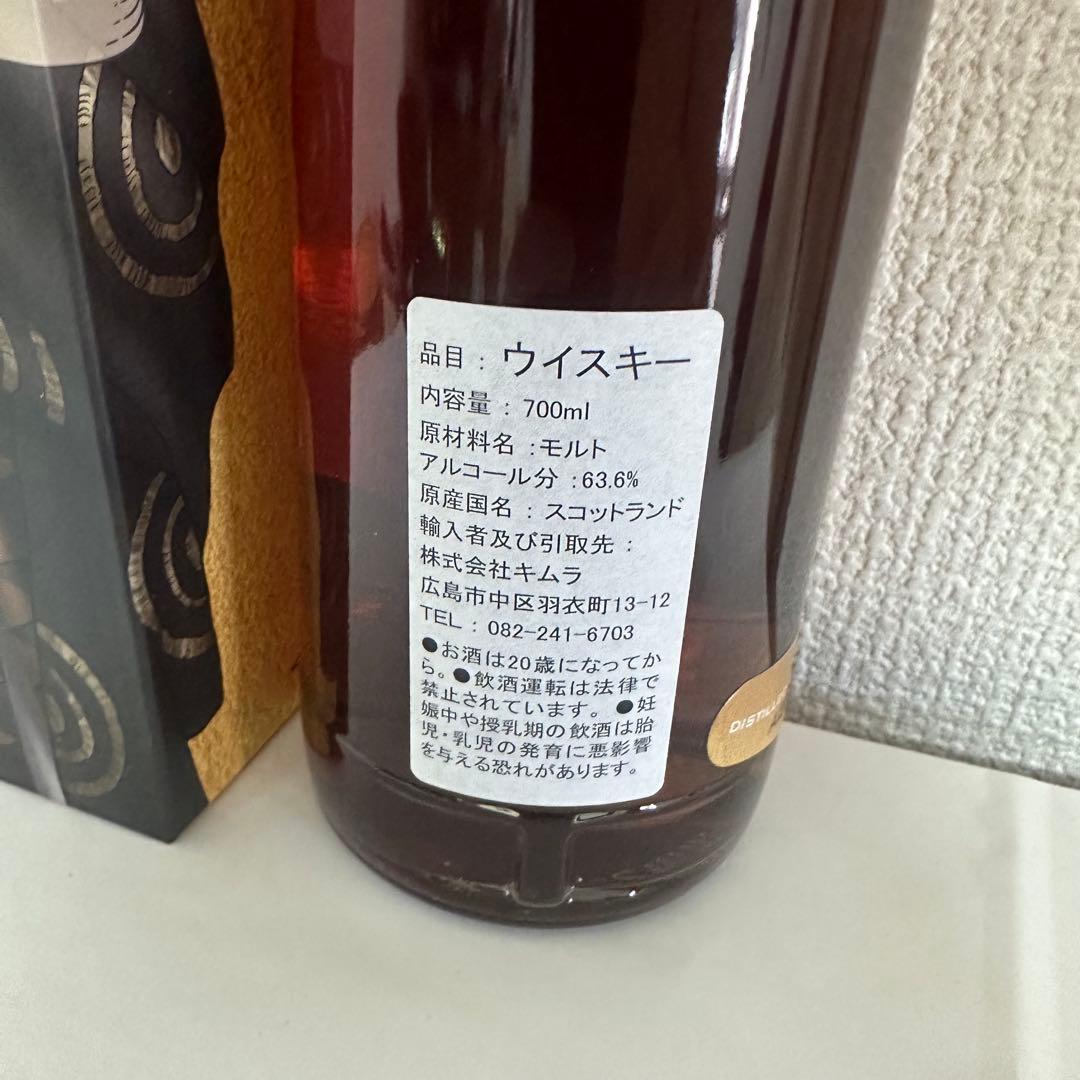 品目 : ウイスキー
内容量 : 700ml
原材料名 :モルト
アルコール分 :63.6%
原産国名 : スコットランド
輸入者及び引取先 :
株式会社キムラ
広島市中区羽衣町13-12
TEL : 082-241-6703
●お酒は20歳になってか
ら。●飲酒運転は法律で
禁止されています。 ●妊
娠中や授乳期の飲酒は胎
児・乳児の発育に悪影響
を与える恐れがあります。